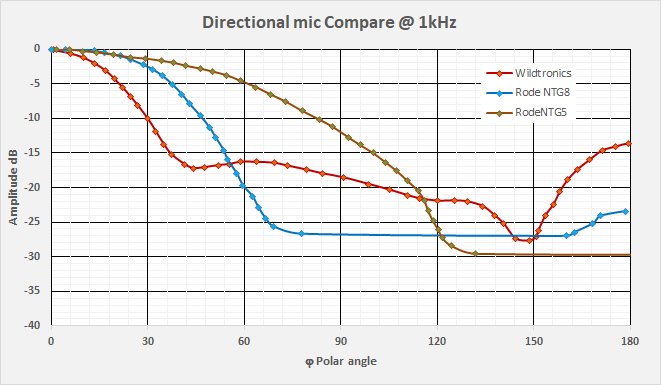 Directional mic Compare @ 1kHz
0
-5
-10
-15
-20
-25
-30
-35
-40
Amplitude dB
Wildtronics
Rode NTG8
RodeNTG5
0 30 60 90 120 150 180
φ Polar angle